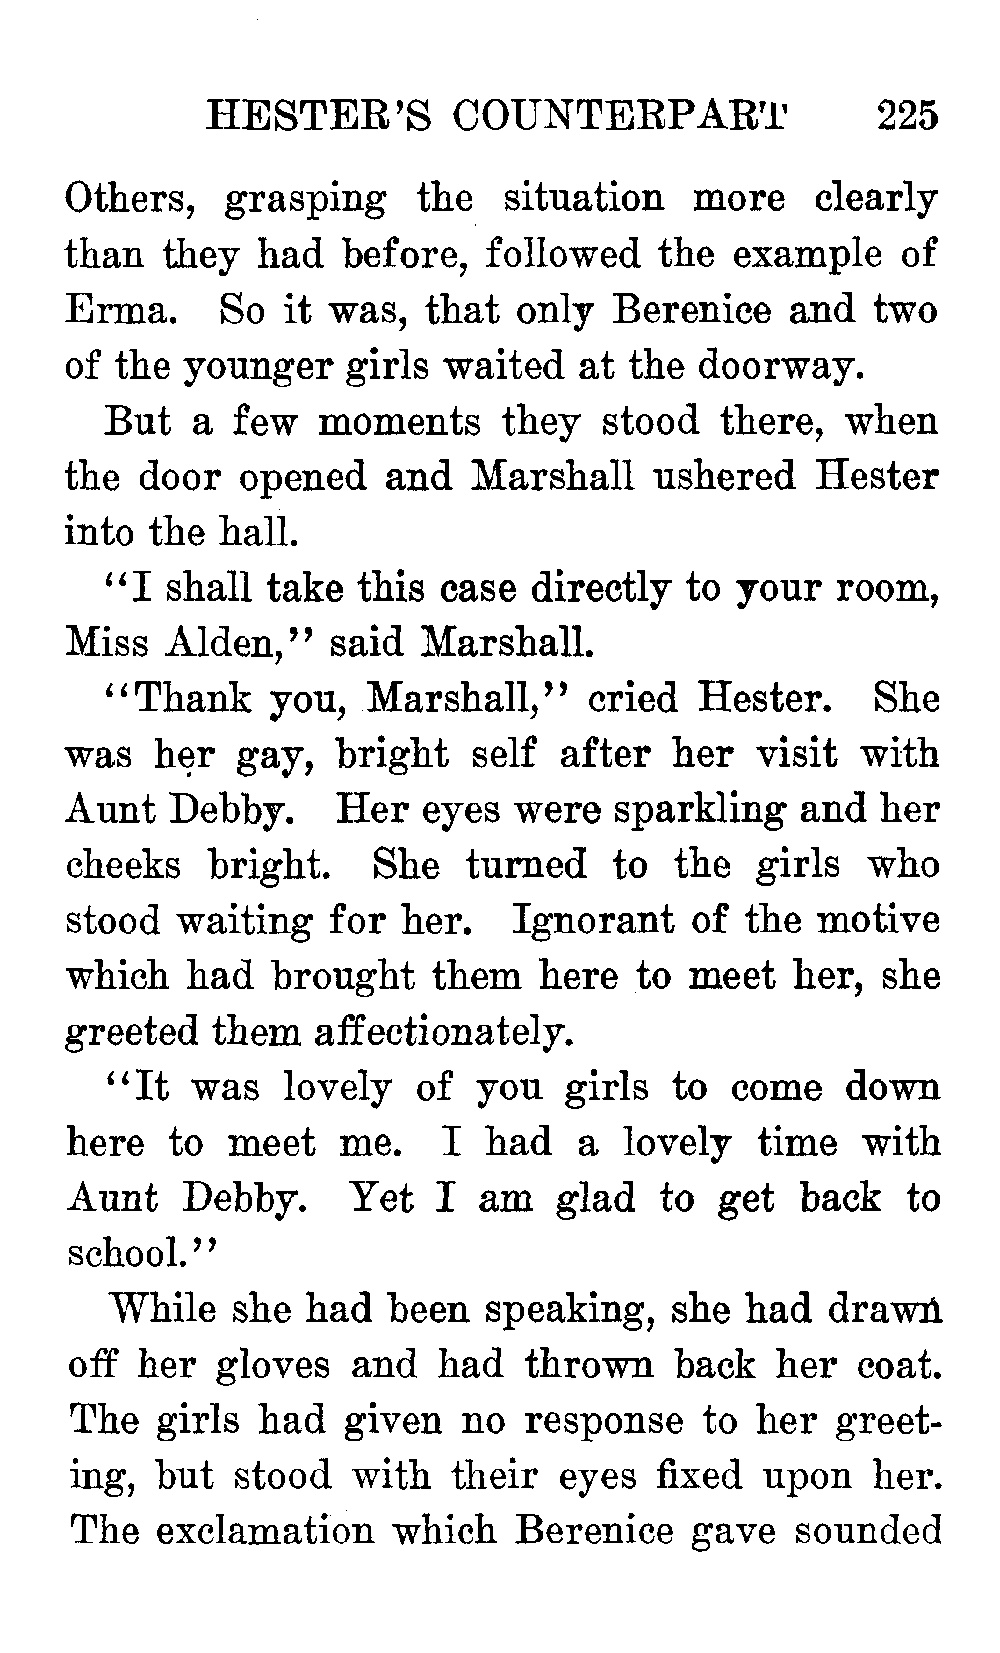 HESTER'S COUNTERPART 225
Others, grasping the situation more clearly
than they had before, followed the example of
Erma. So it was, that only Berenice and two
of the younger girls waited at the doorway.
But a few moments they stood there, when
the door opened and Marshall ushered Hester
into the hall.
"I shall take this case directly to your room,
Miss Alden," said Marshall.
"Thank you, Marshall," cried Hester. She
was her gay, bright self after her visit with
Aunt Debby. Her eyes were sparkling and her
cheeks bright. She turned to the girls who
stood waiting for her. Ignorant of the motive
which had brought them here to meet her, she
greeted them affectionately.
"It was lovely of you girls to come down
here to meet me. I had a lovely time with
Aunt Debby. Yet I am glad to get back to
school."
While she had been speaking, she had drawn
off her gloves and had thrown back her coat.
The girls had given no response to her greet-
ing, but stood with their eyes fixed upon her.
The exclamation which Berenice gave sounded